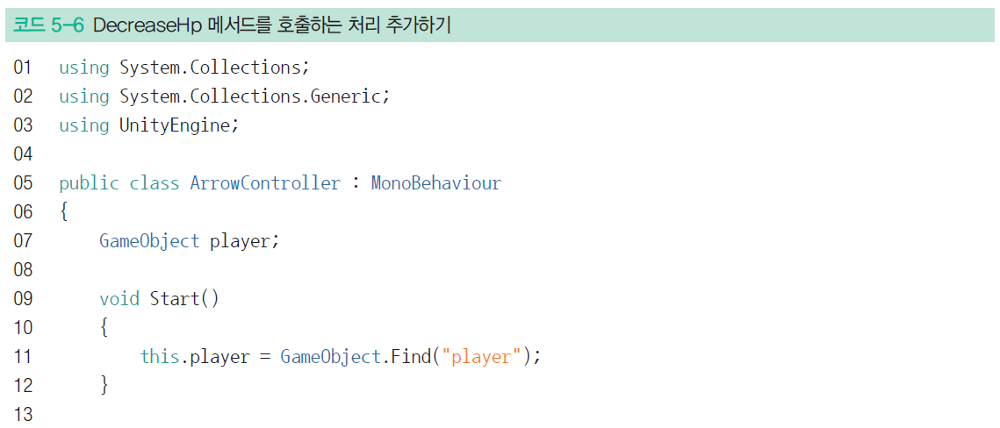 코드 5-6 DecreaseHp 메서드를 호출하는 처리 추가하기
01 using System.Collections;
02 using System.Collections.Generic;
03 using UnityEngine;
04
05 public class ArrowController : MonoBehaviour
06 {
07     GameObject player;
08
09     void Start()
10     {
11         this.player = GameObject.Find("player");
12     }
13